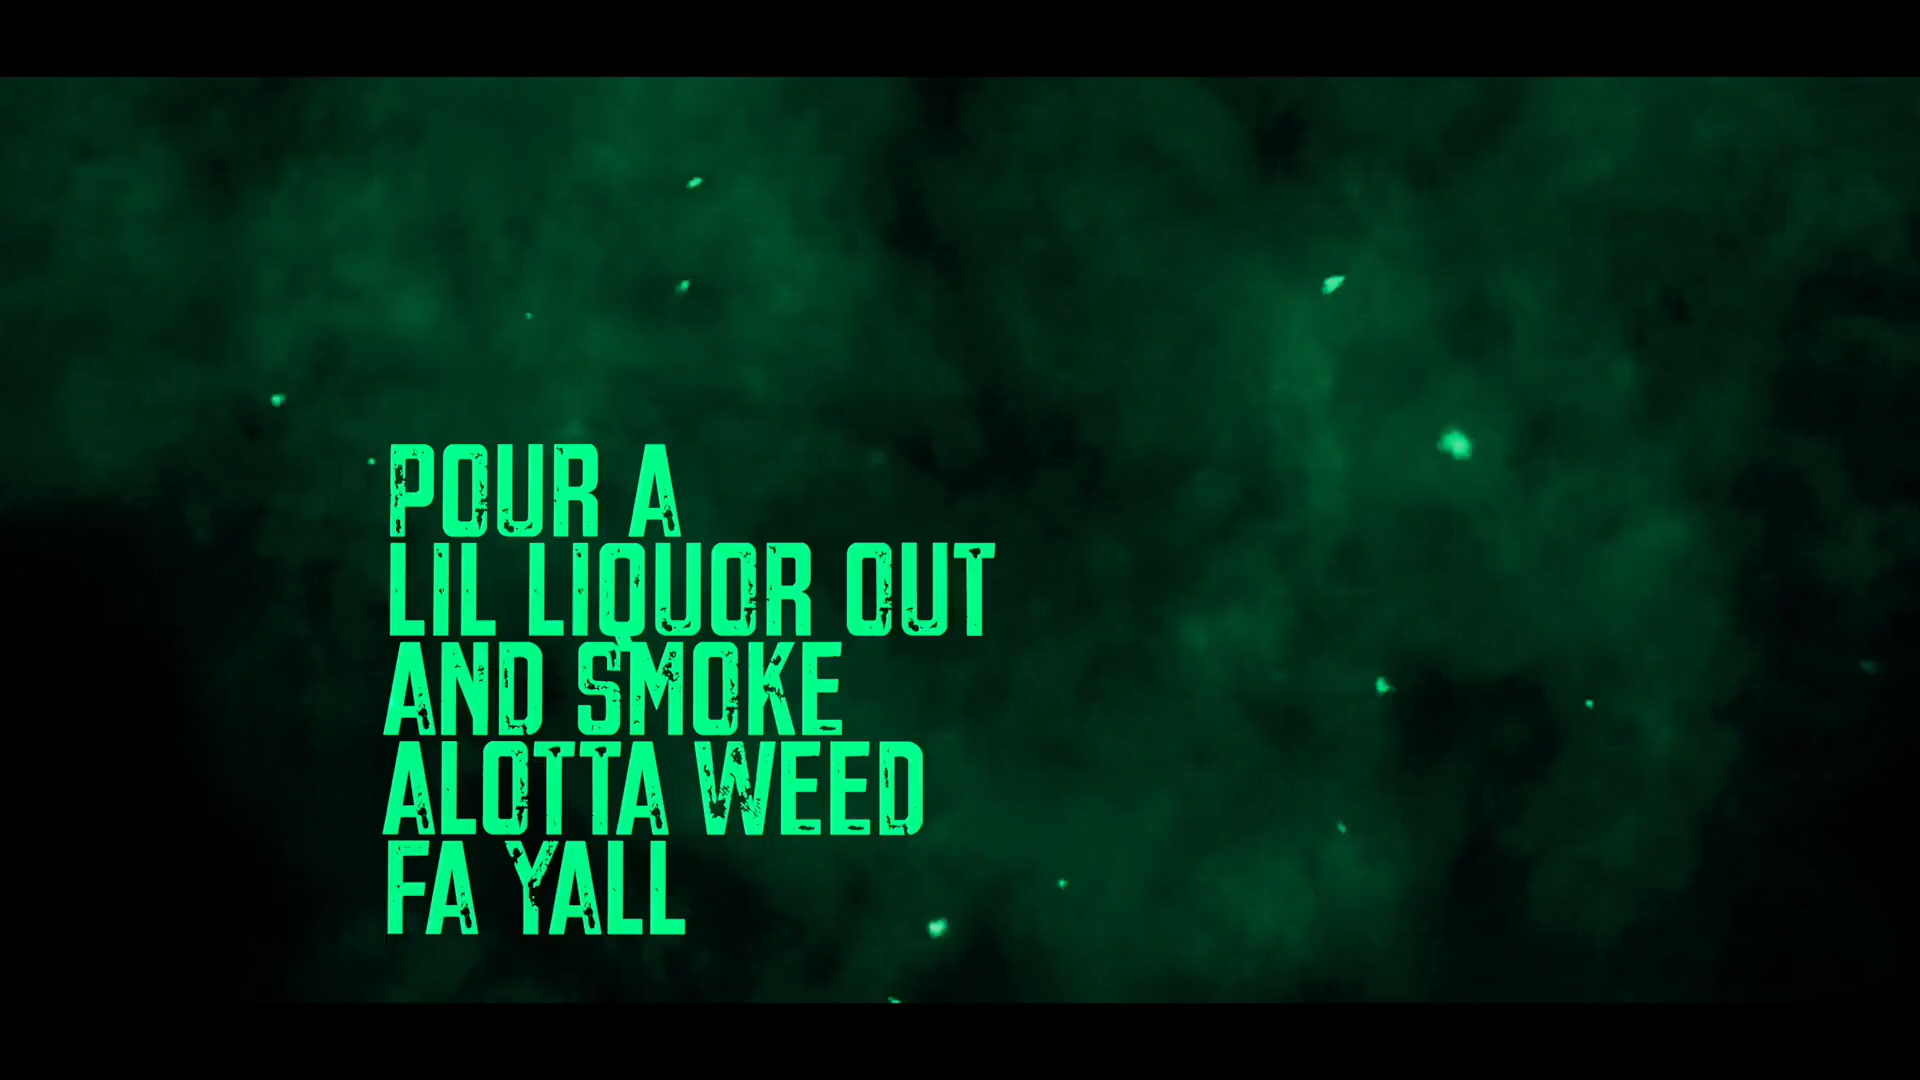 POUR A
LIL LIQUOR OUT
AND SMOKE
ALOTTA WEED
FA YALL